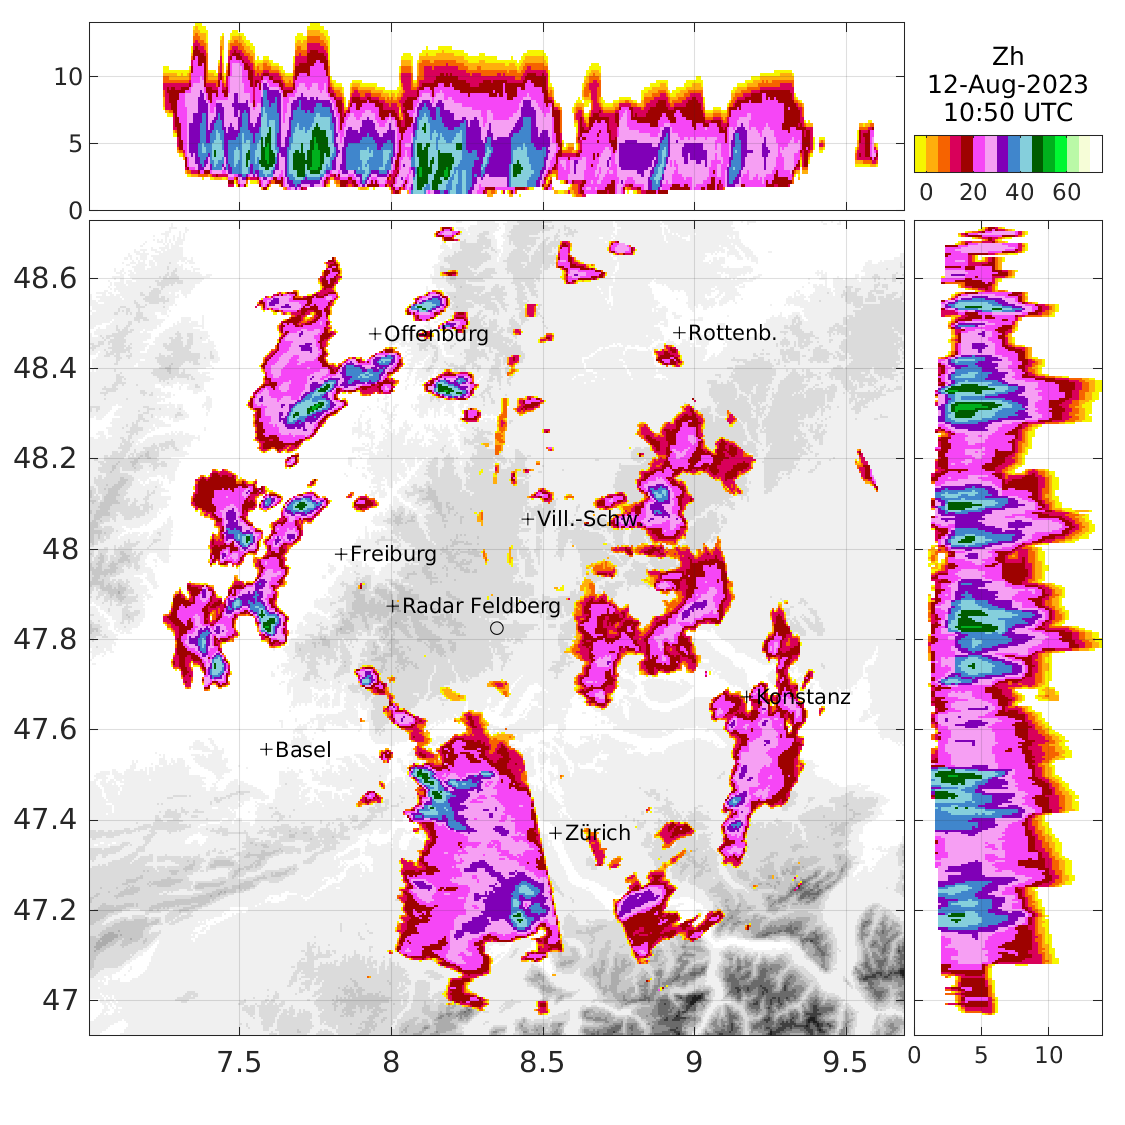 Zh
12-Aug-2023
10:50 UTC
10
5
0
0 20 40 60
48.6
48.4
48.2
48
47.8
47.6
47.4
47.2
47
+Offenburg
+Rottenb.
+Vill.-Schw.
+Freiburg
+Radar Feldberg
+Konstanz
+Basel
+Zürich
7.5 8 8.5 9 9.5
0 5 10